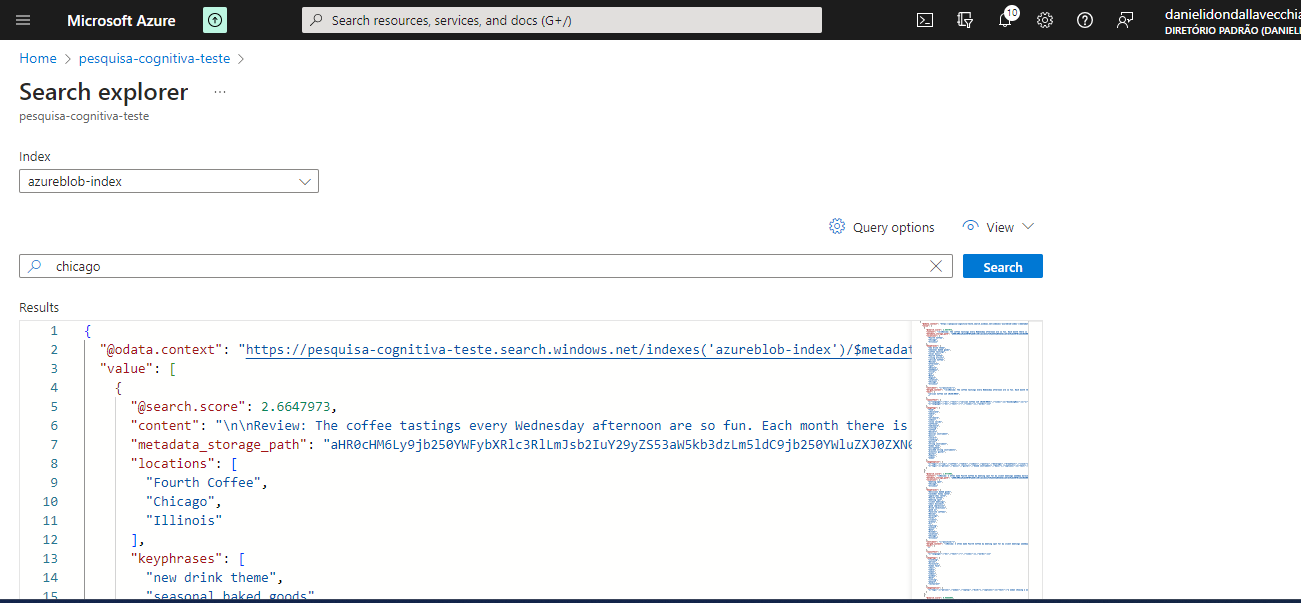 Microsoft Azure
Search resources, services, and docs (G+/)
10
danielidondallavecchia
DIRETÓRIO PADRÃO (DANIELI
Home > pesquisa-cognitiva-teste >
Search explorer ...
pesquisa-cognitiva-teste
Index
azureblob-index
Query options
View
chicago
Search
Results
1 {
2 "@odata.context": "https://pesquisa-cognitiva-teste.search.windows.net/indexes('azureblob-index')/$metadat
3 "value": [
4 {
5 "@search.score": 2.6647973,
6 "content": "\n\nReview: The coffee tastings every Wednesday afternoon are so fun. Each month there is
7 "metadata_storage_path": "aHR0cHM6Ly9jb250YWFybXRlc3RlLmJsb2IuY29yZS53aW5kb3dzLm5ldC9jb250YWluZXJ0ZXN0
8 "locations": [
9 "Fourth Coffee",
10 "Chicago",
11 "Illinois"
12 ],
13 "keyphrases": [
14 "new drink theme",
15 "seasonal baked goods"